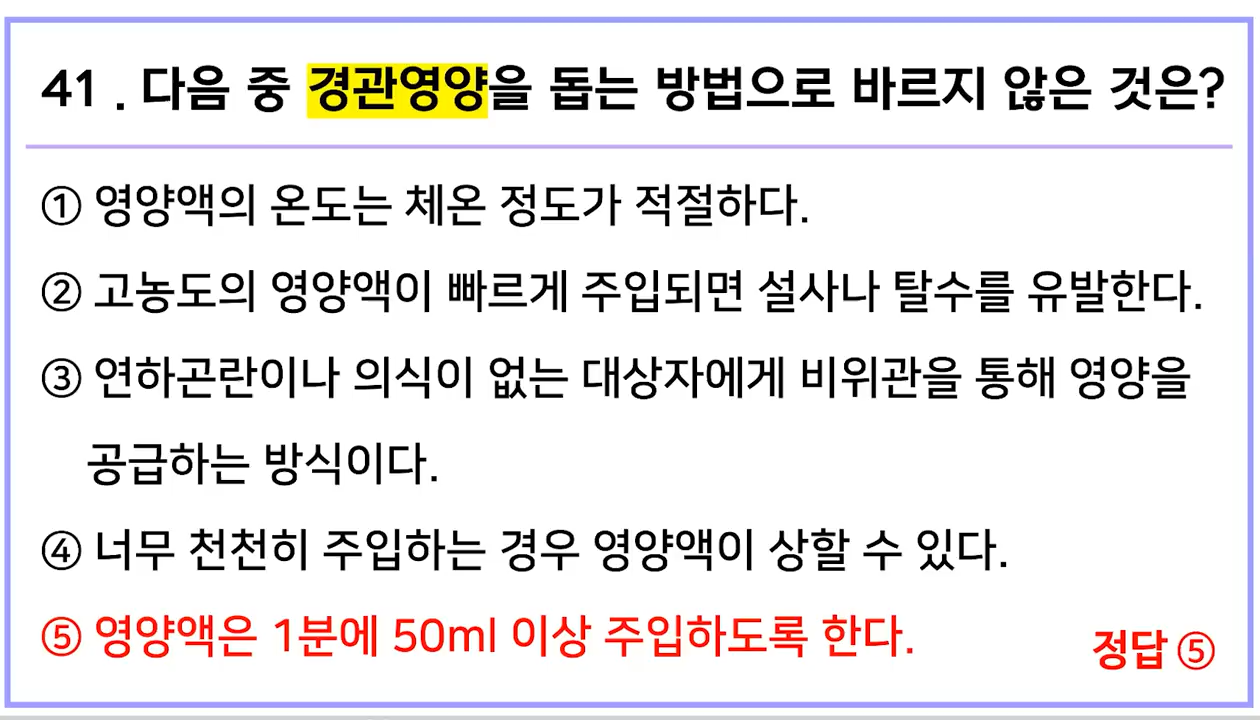 41 . 다음 중 경관영양을 돕는 방법으로 바르지 않은 것은?
① 영양액의 온도는 체온 정도가 적절하다.
② 고농도의 영양액이 빠르게 주입되면 설사나 탈수를 유발한다.
③ 연하곤란이나 의식이 없는 대상자에게 비위관을 통해 영양을
공급하는 방식이다.
④ 너무 천천히 주입하는 경우 영양액이 상할 수 있다.
⑤ 영양액은 1분에 50ml 이상 주입하도록 한다.
정답 ⑤